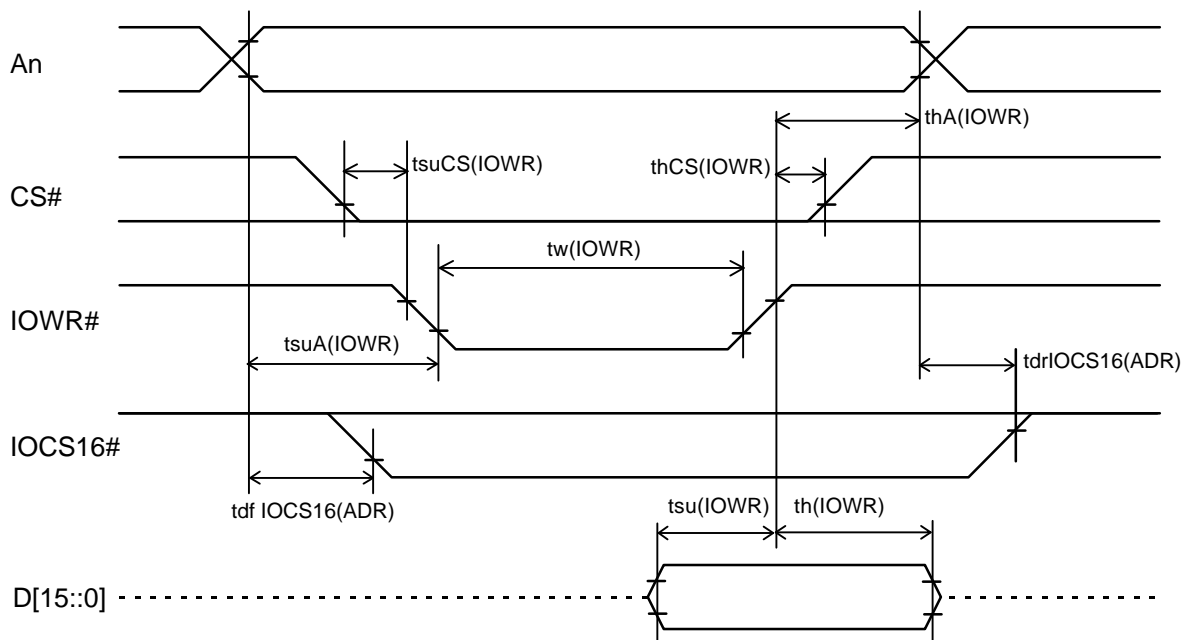 An
thA(IOWR)
tsuCS(IOWR)
thCS(IOWR)
CS#
tw(IOWR)
IOWR#
tsuA(IOWR)
tdrIOCS16(ADR)
IOCS16#
tdf IOCS16(ADR)
tsu(IOWR)
th(IOWR)
D[15::0]